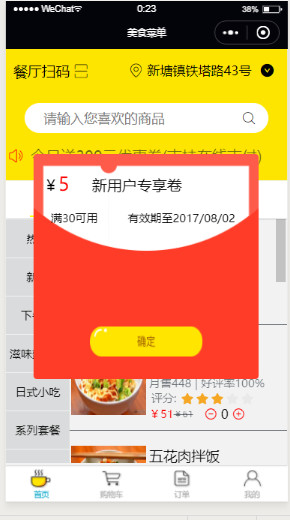 WeChat
0:23
38%
美食菜单
餐厅扫码
新塘镇铁塔路43号
请输入您喜欢的商品
今日送200元优惠券(支持在线支付)
¥5 新用户专享卷
满30可用 有效期至2017/08/02
确定
热
新
下
滋味
日式小吃
系列套餐
月售448 | 好评率100%
评分:
¥51 ¥61 0
五花肉拌饭
首页 购物车 订单 我的